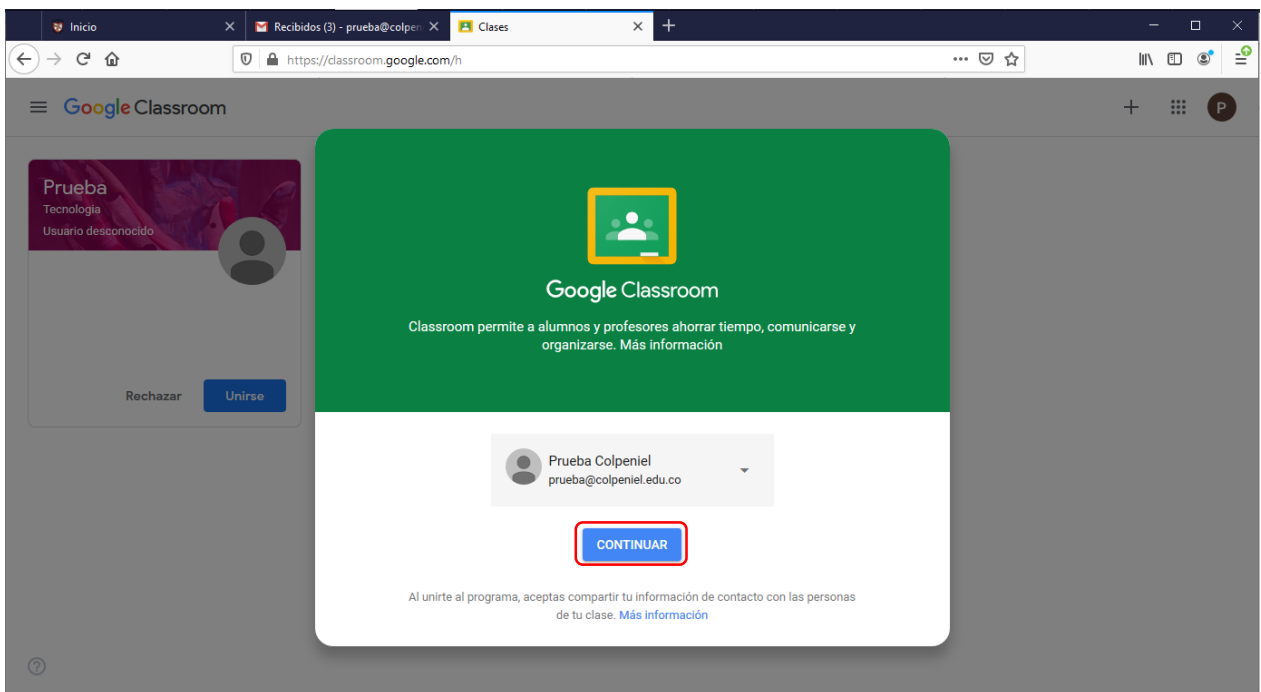 Inicio
Recibidos (3) - prueba@colpeni
Clases
https://classroom.google.com/h
Google Classroom
P
Prueba
Tecnologia
Usuario desconocido
Rechazar
Unirse
Google Classroom
Classroom permite a alumnos y profesores ahorrar tiempo, comunicarse y
organizarse. Más información
Prueba Colpeniel
prueba@colpeniel.edu.co
CONTINUAR
Al unirte al programa, aceptas compartir tu información de contacto con las personas
de tu clase. Más información